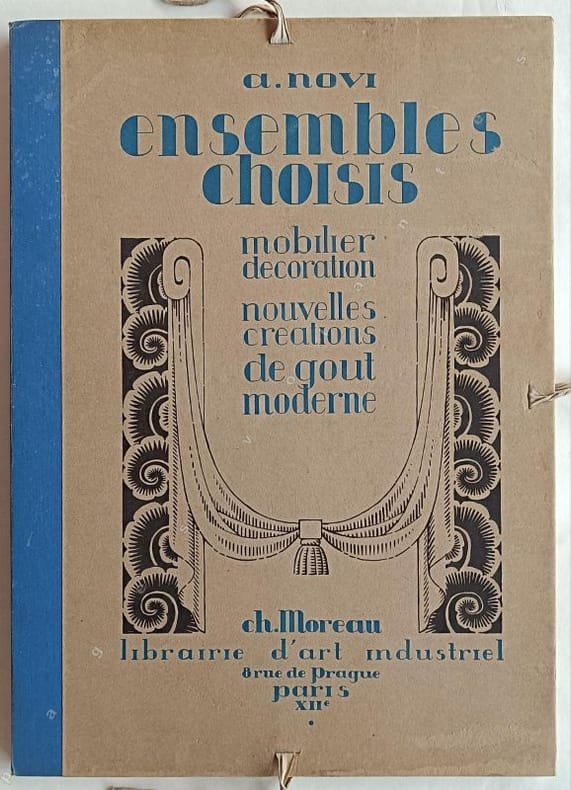 a. novi
ensembles
choisis
mobilier
decoration
nouvelles
creations
de gout
moderne
ch. Moreau
librairie d'art industriel
8 rue de Prague
paris
XIIe